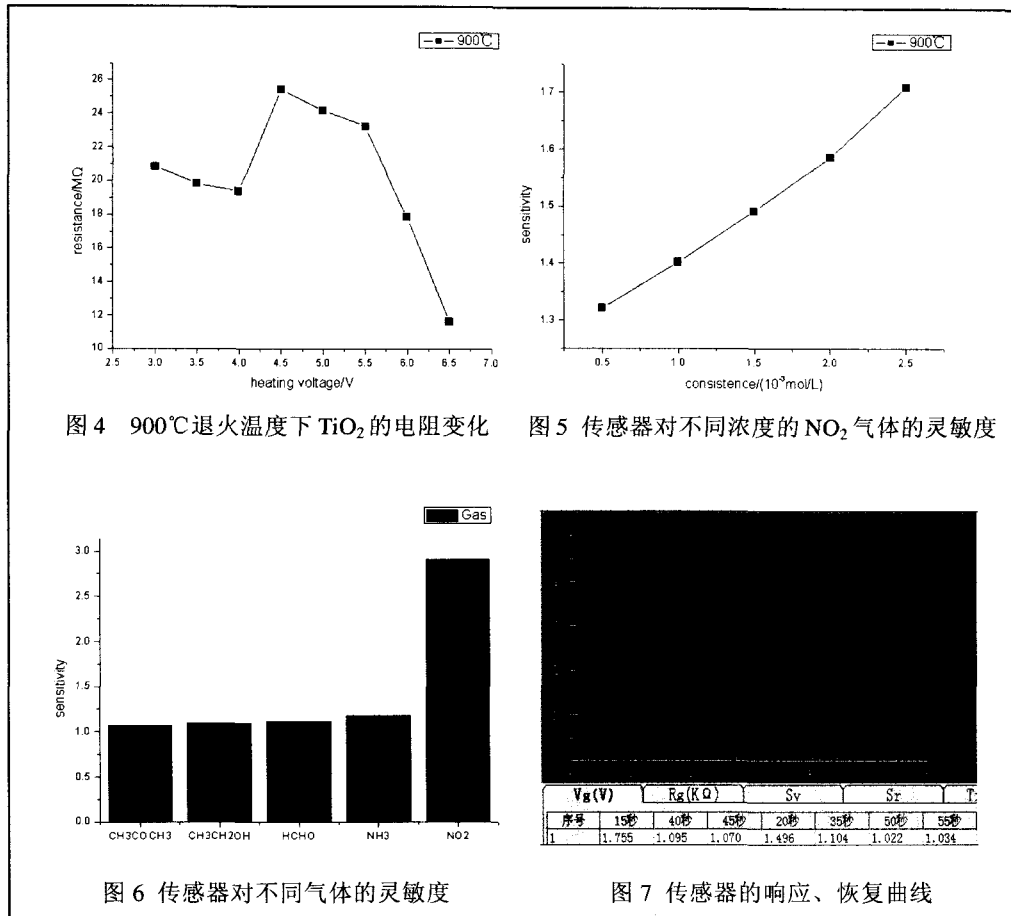 900℃
26
24
22
20
18
16
14
12
10
resistance/MΩ
2.5 3.0 3.5 4.0 4.5 5.0 5.5 6.0 6.5 7.0
heating voltage/V
图4 900℃退火温度下TiO₂的电阻变化
900℃
1.7
1.6
1.5
1.4
1.3
sensitivity
0.5 1.0 1.5 2.0 2.5
consistence/(10⁻³mol/L)
图5 传感器对不同浓度的NO₂气体的灵敏度
Gas
3.0
2.5
2.0
1.5
1.0
0.5
0.0
sensitivity
CH3COCH3 CH3CH2OH HCHO NH3 NO2
图6 传感器对不同气体的灵敏度
Vg(V) Rg(KΩ) Sv Sr
序号 15秒 40秒 45秒 20秒 35秒 50秒 55秒
1 1.755 1.095 1.070 1.496 1.104 1.022 1.034
图7 传感器的响应、恢复曲线